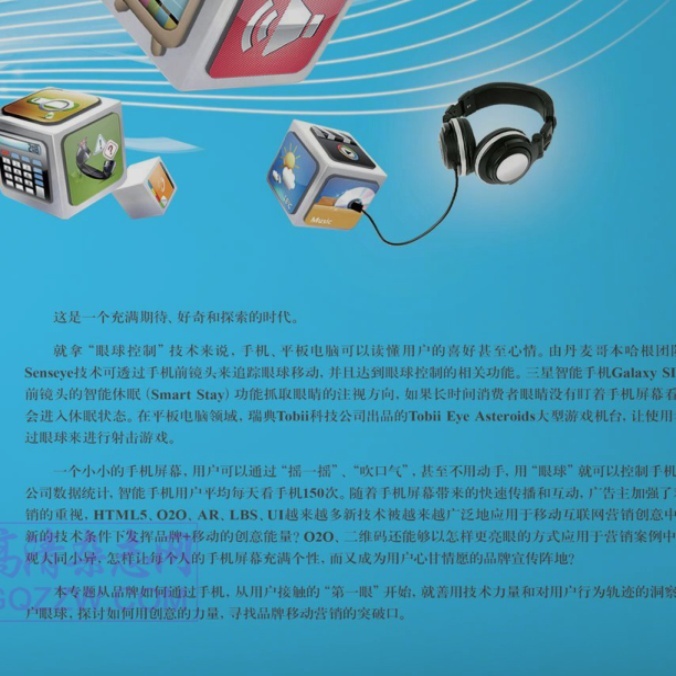 Music
这是一个充满期待、好奇和探索的时代。
就拿“眼球控制”技术来说，手机、平板电脑可以读懂用户的喜好甚至心情。由丹麦哥本哈根团
Senseye技术可透过手机前镜头来追踪眼球移动，并且达到眼球控制的相关功能。三星智能手机Galaxy SI
前镜头的智能休眠（Smart Stay）功能抓取眼睛的注视方向，如果长时间消费者眼睛没有盯着手机屏幕看
会进入休眠状态。在平板电脑领域，瑞典Tobii科技公司出品的Tobii Eye Asteroids大型游戏机台，让使用
过眼球来进行射击游戏。
一个小小的手机屏幕，用户可以通过“摇一摇”、“吹口气”，甚至不用动手，用“眼球”就可以控制手机
公司数据统计，智能手机用户平均每天看手机150次。随着手机屏幕带来的快速传播和互动，广告主加强了
销的重视，HTML5、O2O、AR、LBS、UI越来越多新技术被越来越广泛地应用于移动互联网营销创意中
新的技术条件下发挥品牌+移动的创意能量？O2O、二维码还能够以怎样更亮眼的方式应用于营销案例中
观大同小异，怎样让每个人的手机屏幕充满个性，而又成为用户心甘情愿的品牌宣传阵地？
本专题从品牌如何通过手机，从用户接触的“第一眼”开始，就善用技术力量和对用户行为轨迹的洞察
户眼球，探讨如何用创意的力量，寻找品牌移动营销的突破口。
高清杂志网
GQZZW.COM